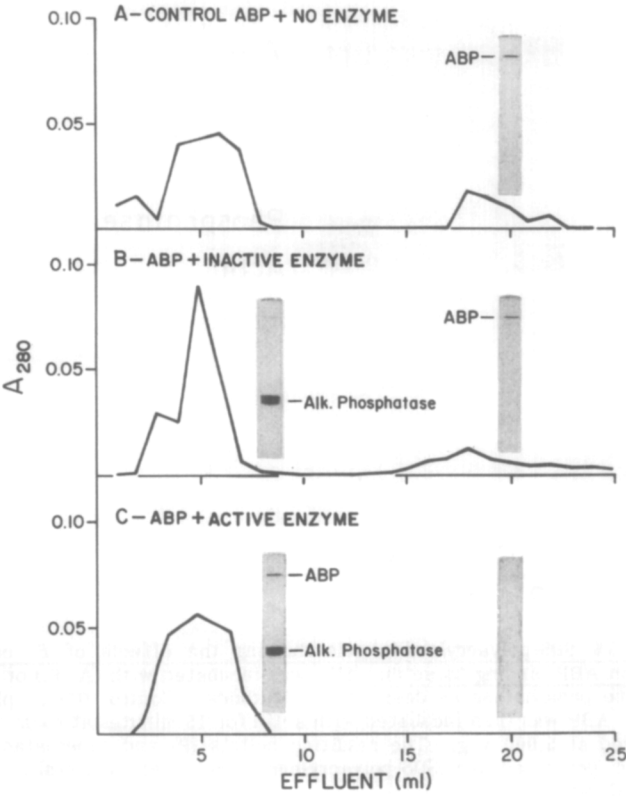 A-CONTROL ABP + NO ENZYME
0.10
ABP
0.05
B-ABP + INACTIVE ENZYME
0.10
ABP
0.05
Alk. Phosphatase
A280
C-ABP + ACTIVE ENZYME
0.10
ABP
0.05
Alk. Phosphatase
5 10 15 20 25
EFFLUENT (ml)